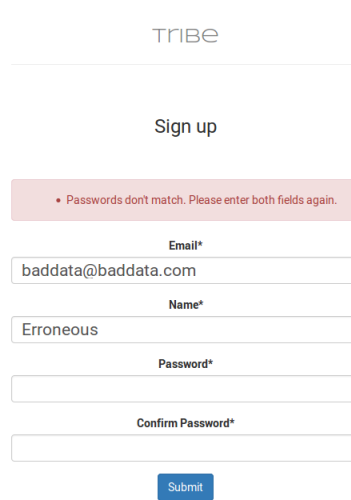 TRIBE
Sign up
• Passwords don't match. Please enter both fields again.
Email*
baddata@baddata.com
Name*
Erroneous
Password*
Confirm Password*
Submit